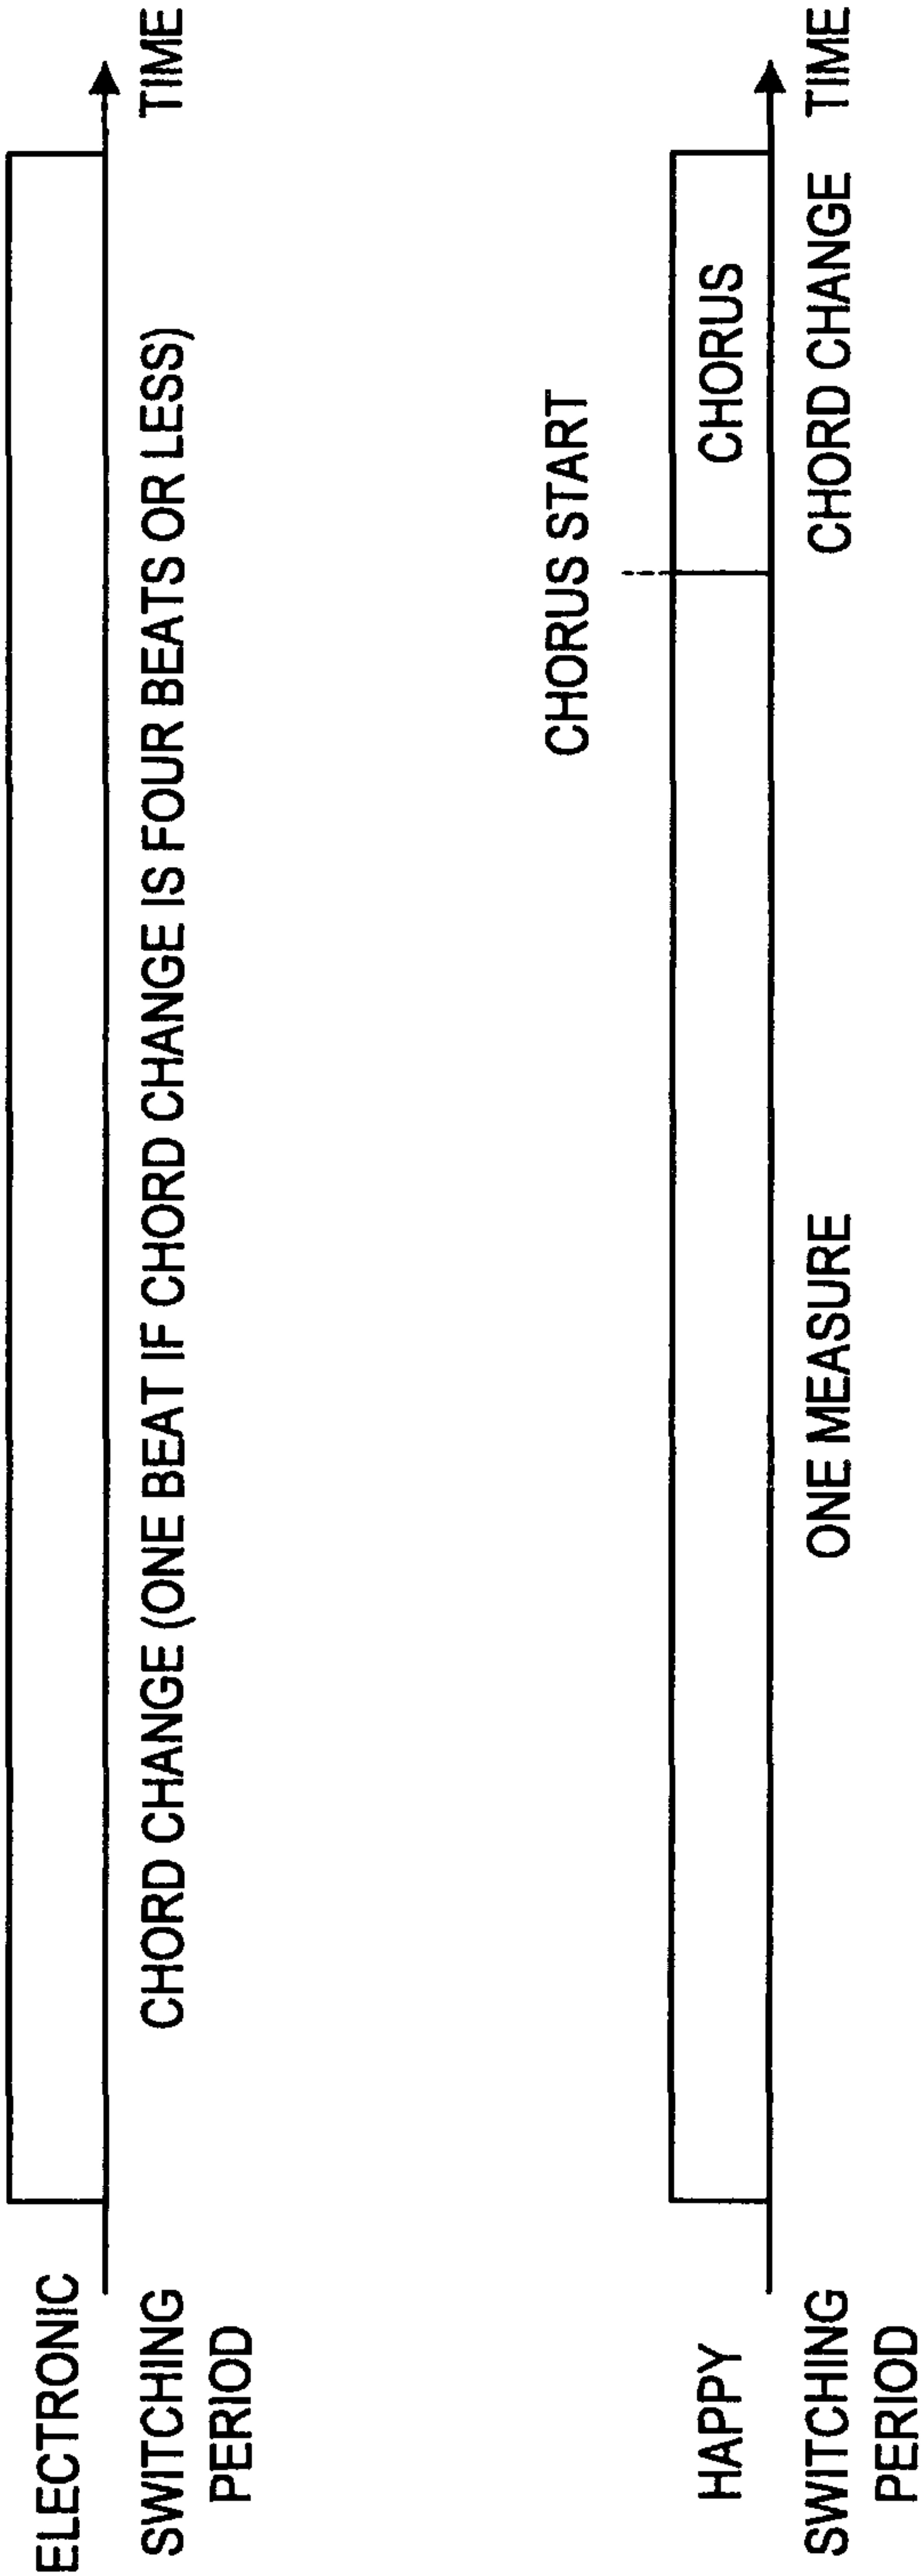 ELECTRONIC
TIME
SWITCHING
PERIOD
CHORD CHANGE (ONE BEAT IF CHORD CHANGE IS FOUR BEATS OR LESS)
CHORUS START
HAPPY
CHORUS
TIME
SWITCHING
PERIOD
ONE MEASURE
CHORD CHANGE